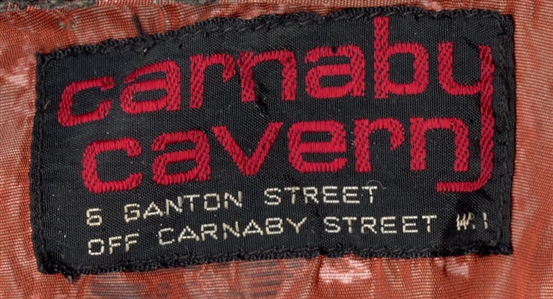 carnaby
cavern
6 GANTON STREET
OFF CARNABY STREET W.1